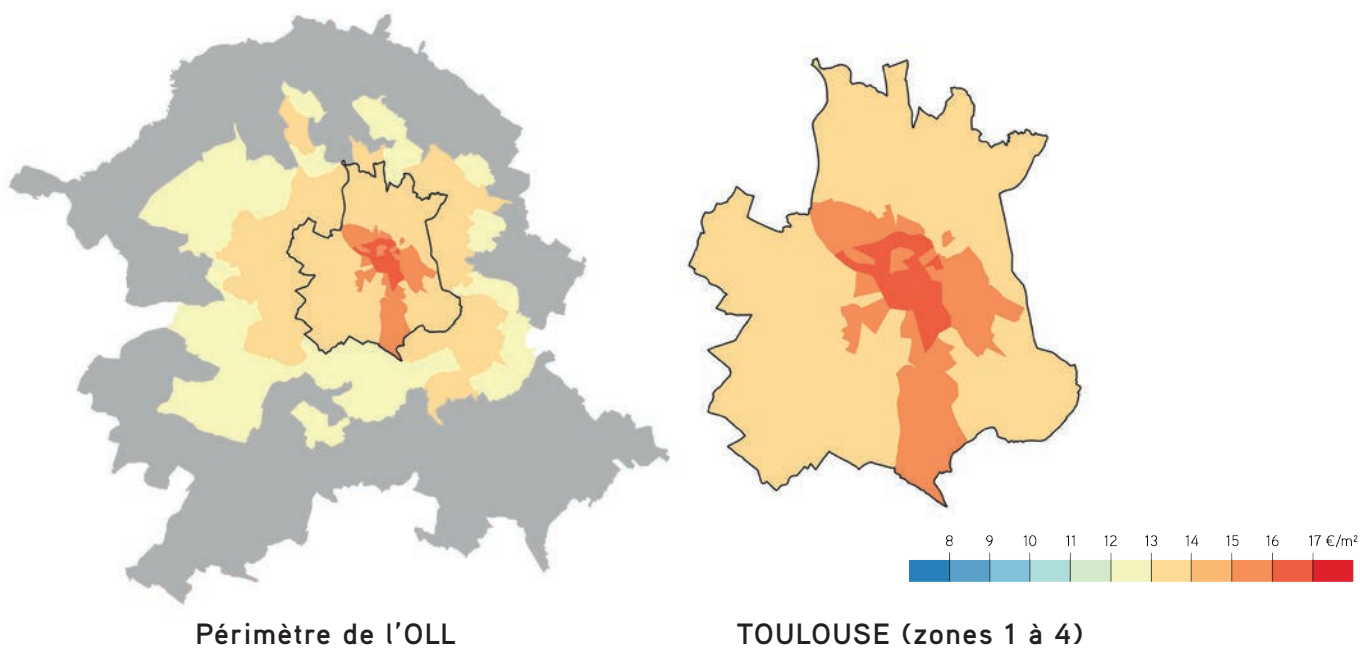 8 9 10 11 12 13 14 15 16 17 €/m²
Périmètre de l'OLL
TOULOUSE (zones 1 à 4)